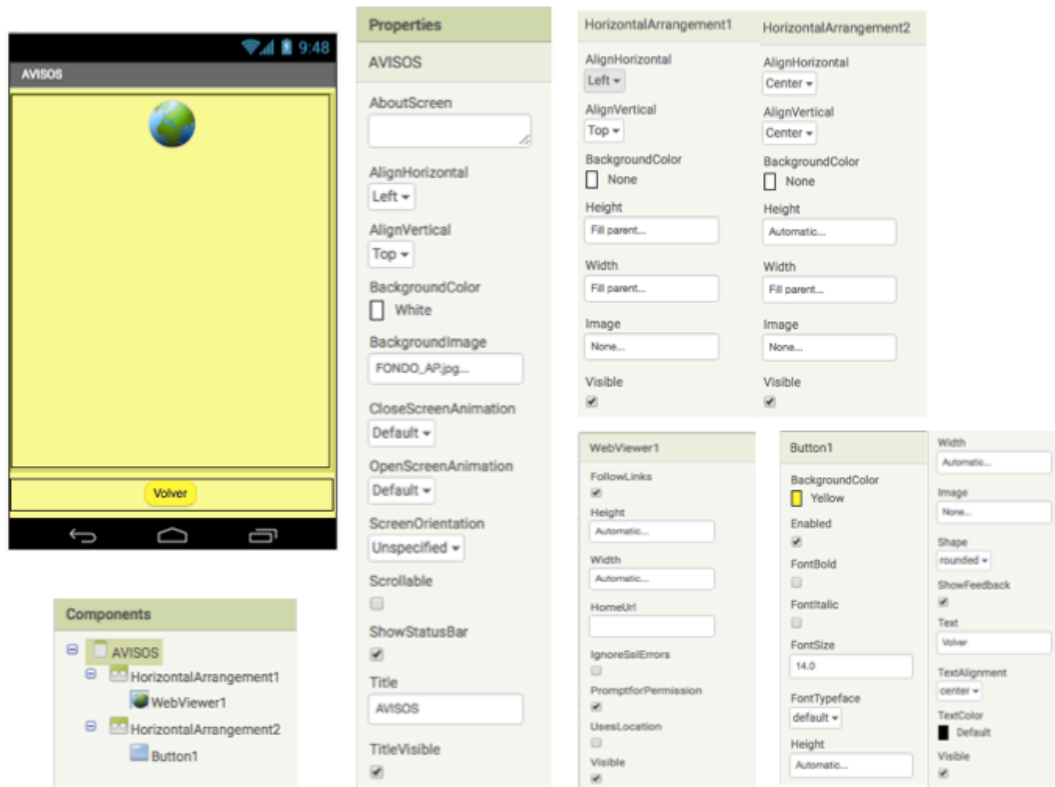 9:48
AVISOS
Volver
Components
AVISOS
HorizontalArrangement1
WebViewer1
HorizontalArrangement2
Button1
Properties
AVISOS
AboutScreen
AlignHorizontal
Left
AlignVertical
Top
BackgroundColor
White
BackgroundImage
FONDO_AP.jpg...
CloseScreenAnimation
Default
OpenScreenAnimation
Default
ScreenOrientation
Unspecified
Scrollable
ShowStatusBar
Title
AVISOS
TitleVisible
HorizontalArrangement1
AlignHorizontal
Left
AlignVertical
Top
BackgroundColor
None
Height
Fill parent...
Width
Fill parent...
Image
None...
Visible
HorizontalArrangement2
AlignHorizontal
Center
AlignVertical
Center
BackgroundColor
None
Height
Automatic...
Width
Fill parent...
Image
None...
Visible
WebViewer1
FollowLinks
Height
Automatic...
Width
Automatic...
HomeUrl
IgnoreSslErrors
PromptforPermission
UsesLocation
Visible
Button1
BackgroundColor
Yellow
Enabled
FontBold
FontItalic
FontSize
14.0
FontTypeface
default
Height
Automatic...
Width
Automatic...
Image
None...
Shape
rounded
ShowFeedback
Text
Volver
TextAlignment
center
TextColor
Default
Visible